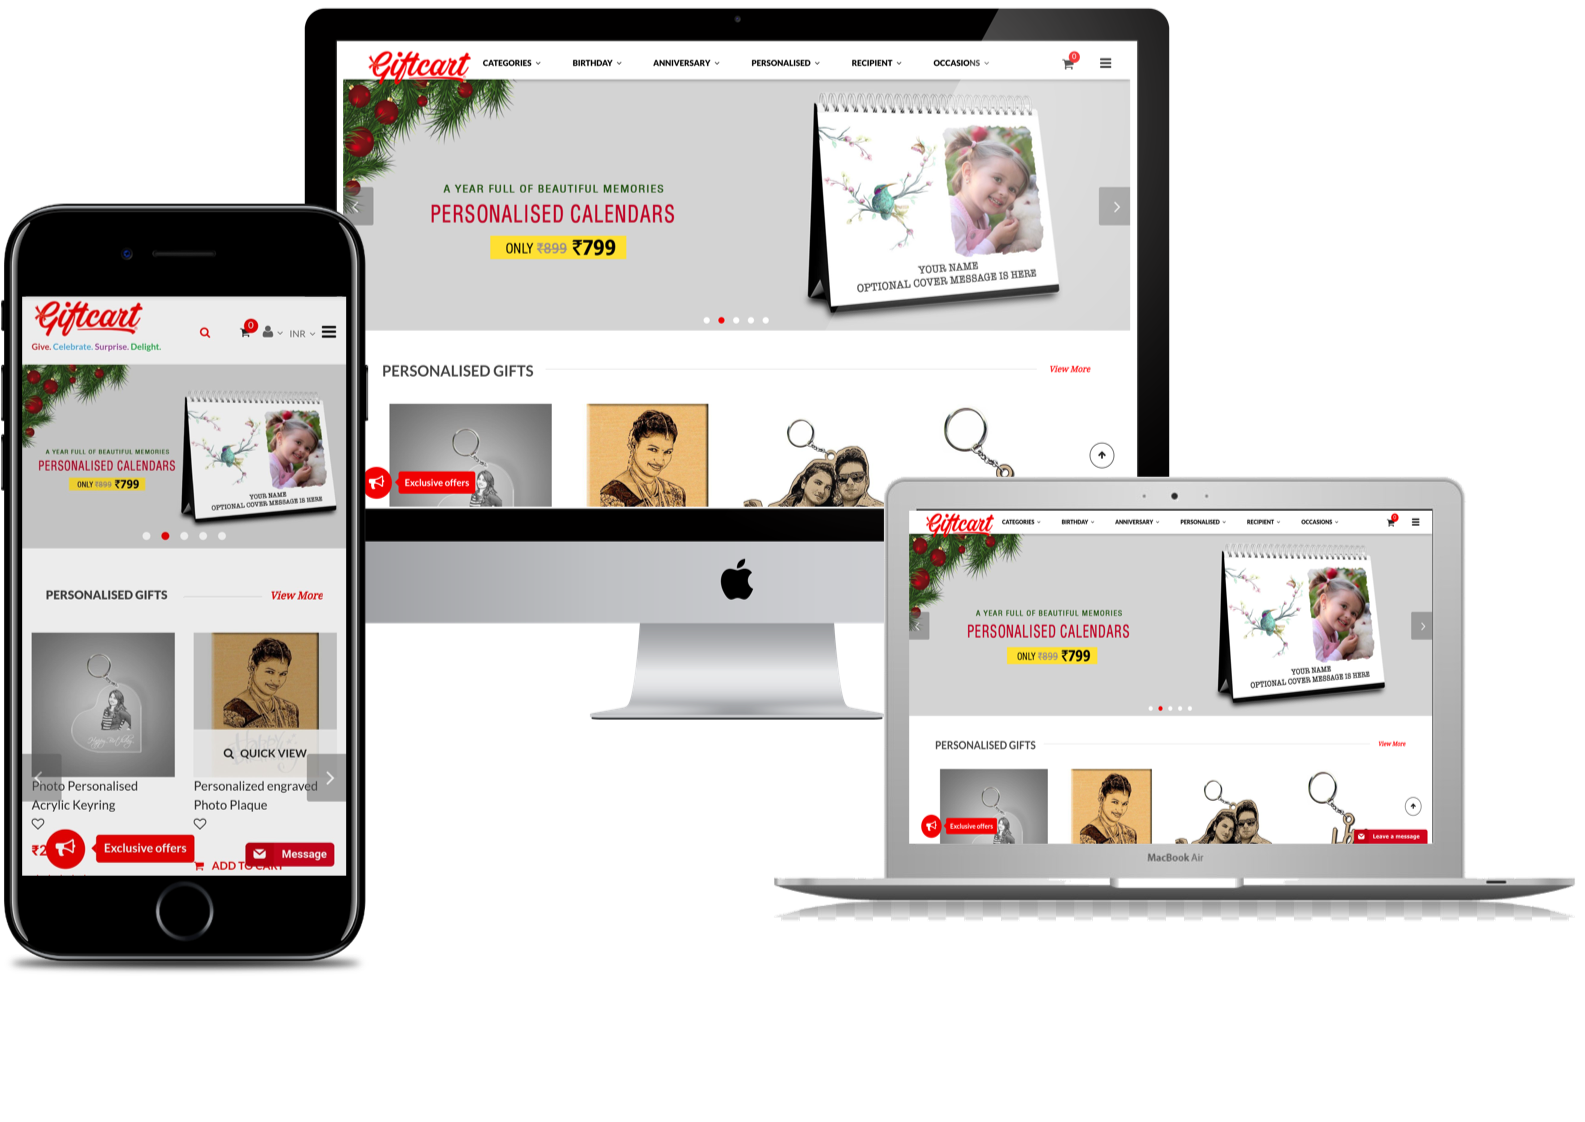 Giftcart
CATEGORIES
BIRTHDAY
ANNIVERSARY
PERSONALISED
RECIPIENT
OCCASIONS
0
A YEAR FULL OF BEAUTIFUL MEMORIES
PERSONALISED CALENDARS
ONLY ₹899 ₹799
YOUR NAME
OPTIONAL COVER MESSAGE IS HERE
PERSONALISED GIFTS
View More
Exclusive offers
Giftcart
Give. Celebrate. Surprise. Delight.
0
INR
A YEAR FULL OF BEAUTIFUL MEMORIES
PERSONALISED CALENDARS
ONLY ₹899 ₹799
YOUR NAME
OPTIONAL COVER MESSAGE IS HERE
PERSONALISED GIFTS
View More
Happy Birthday
QUICK VIEW
Photo Personalised
Acrylic Keyring
Personalized engraved
Photo Plaque
₹2
Exclusive offers
ADD TO CART
Message
Giftcart
CATEGORIES
BIRTHDAY
ANNIVERSARY
PERSONALISED
RECIPIENT
OCCASIONS
0
A YEAR FULL OF BEAUTIFUL MEMORIES
PERSONALISED CALENDARS
ONLY ₹899 ₹799
YOUR NAME
OPTIONAL COVER MESSAGE IS HERE
PERSONALISED GIFTS
View More
Exclusive offers
Leave a message
MacBook Air